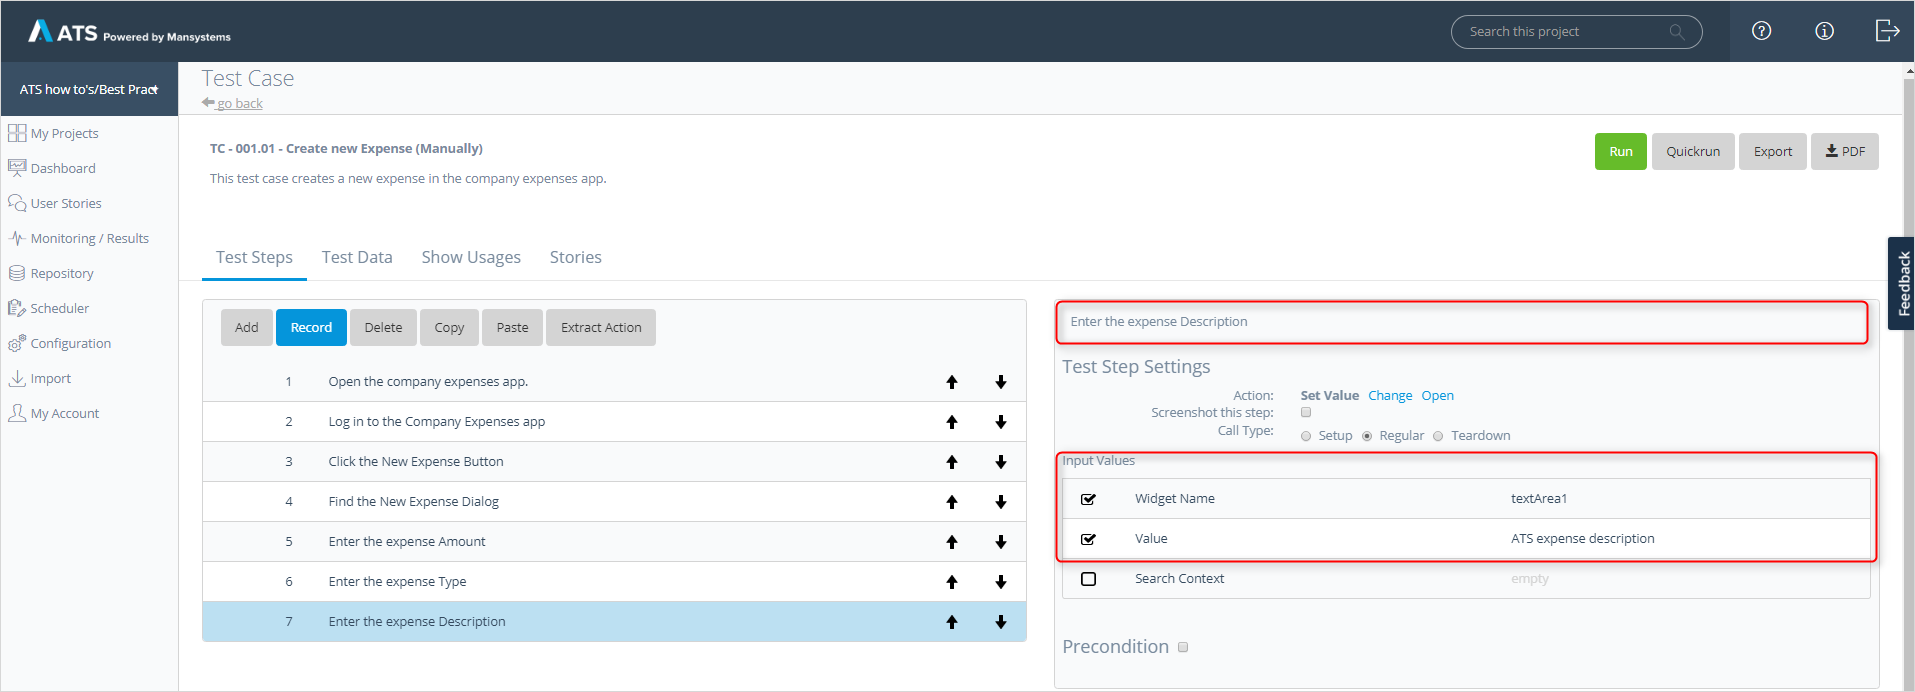 ATS Powered by Mansystems
Search this project
ATS how to's/Best Pract
My Projects
Dashboard
User Stories
Monitoring / Results
Repository
Scheduler
Configuration
Import
My Account
Test Case
go back
TC - 001.01 - Create new Expense (Manually)
This test case creates a new expense in the company expenses app.
Run Quickrun Export PDF
Test Steps Test Data Show Usages Stories
Add Record Delete Copy Paste Extract Action
1 Open the company expenses app.
2 Log in to the Company Expenses app
3 Click the New Expense Button
4 Find the New Expense Dialog
5 Enter the expense Amount
6 Enter the expense Type
7 Enter the expense Description
Enter the expense Description
Test Step Settings
Action: Set Value Change Open
Screenshot this step:
Call Type: Setup Regular Teardown
Input Values
Widget Name textArea1
Value ATS expense description
Search Context empty
Precondition
Feedback